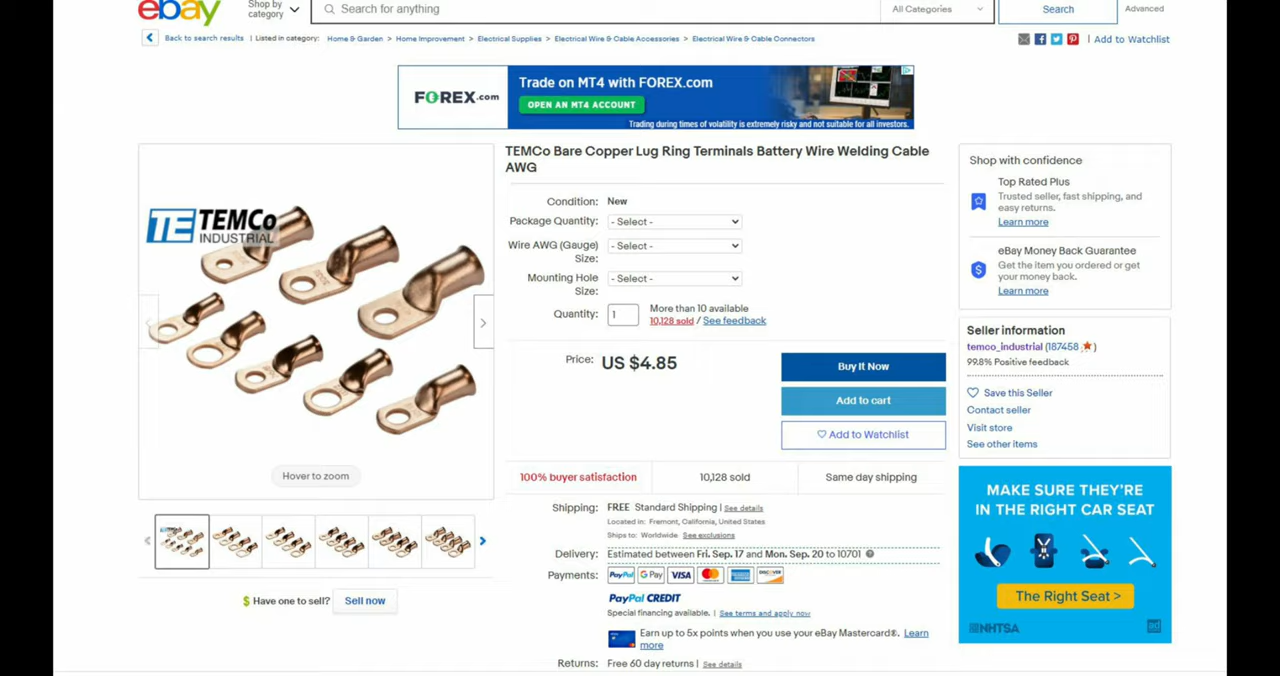 ebay
Shop by
category
Search for anything
All Categories
Search
Advanced
Back to search results | Listed in category: Home & Garden > Home Improvement > Electrical Supplies > Electrical Wire & Cable Accessories > Electrical Wire & Cable Connectors
| Add to Watchlist
FOREX.com
Trade on MT4 with FOREX.com
OPEN AN MT4 ACCOUNT
Trading during times of volatility is extremely risky and not suitable for all investors.
TEMCo Bare Copper Lug Ring Terminals Battery Wire Welding Cable
AWG
Condition: New
Package Quantity: - Select -
Wire AWG (Gauge)
Size: - Select -
Mounting Hole
Size: - Select -
Quantity: 1
More than 10 available
10,128 sold / See feedback
Price: US $4.85
Buy It Now
Add to cart
Add to Watchlist
100% buyer satisfaction
10,128 sold
Same day shipping
Shipping: FREE Standard Shipping | See details
Located in: Fremont, California, United States
Ships to: Worldwide See exclusions
Delivery: Estimated between Fri. Sep. 17 and Mon. Sep. 20 to 10701
Payments: PayPal G Pay VISA
PayPal CREDIT
Special financing available. | See terms and apply now
Earn up to 5x points when you use your eBay Mastercard®. Learn
more
Returns: Free 60 day returns | See details
TE TEMCo
INDUSTRIAL
Hover to zoom
$ Have one to sell? Sell now
Shop with confidence
Top Rated Plus
Trusted seller, fast shipping, and
easy returns.
Learn more
eBay Money Back Guarantee
Get the item you ordered or get
your money back.
Learn more
Seller information
temco_industrial (187458 )
99.8% Positive feedback
Save this Seller
Contact seller
Visit store
See other items
MAKE SURE THEY'RE
IN THE RIGHT CAR SEAT
The Right Seat >
NHTSA
ad